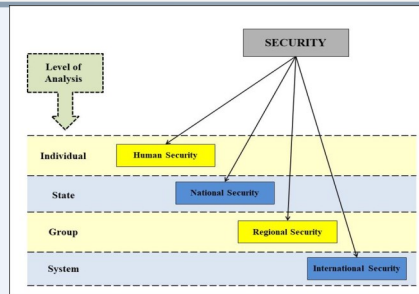 SECURITY
Level of
Analysis
Individual
Human Security
State
National Security
Group
Regional Security
System
International Security